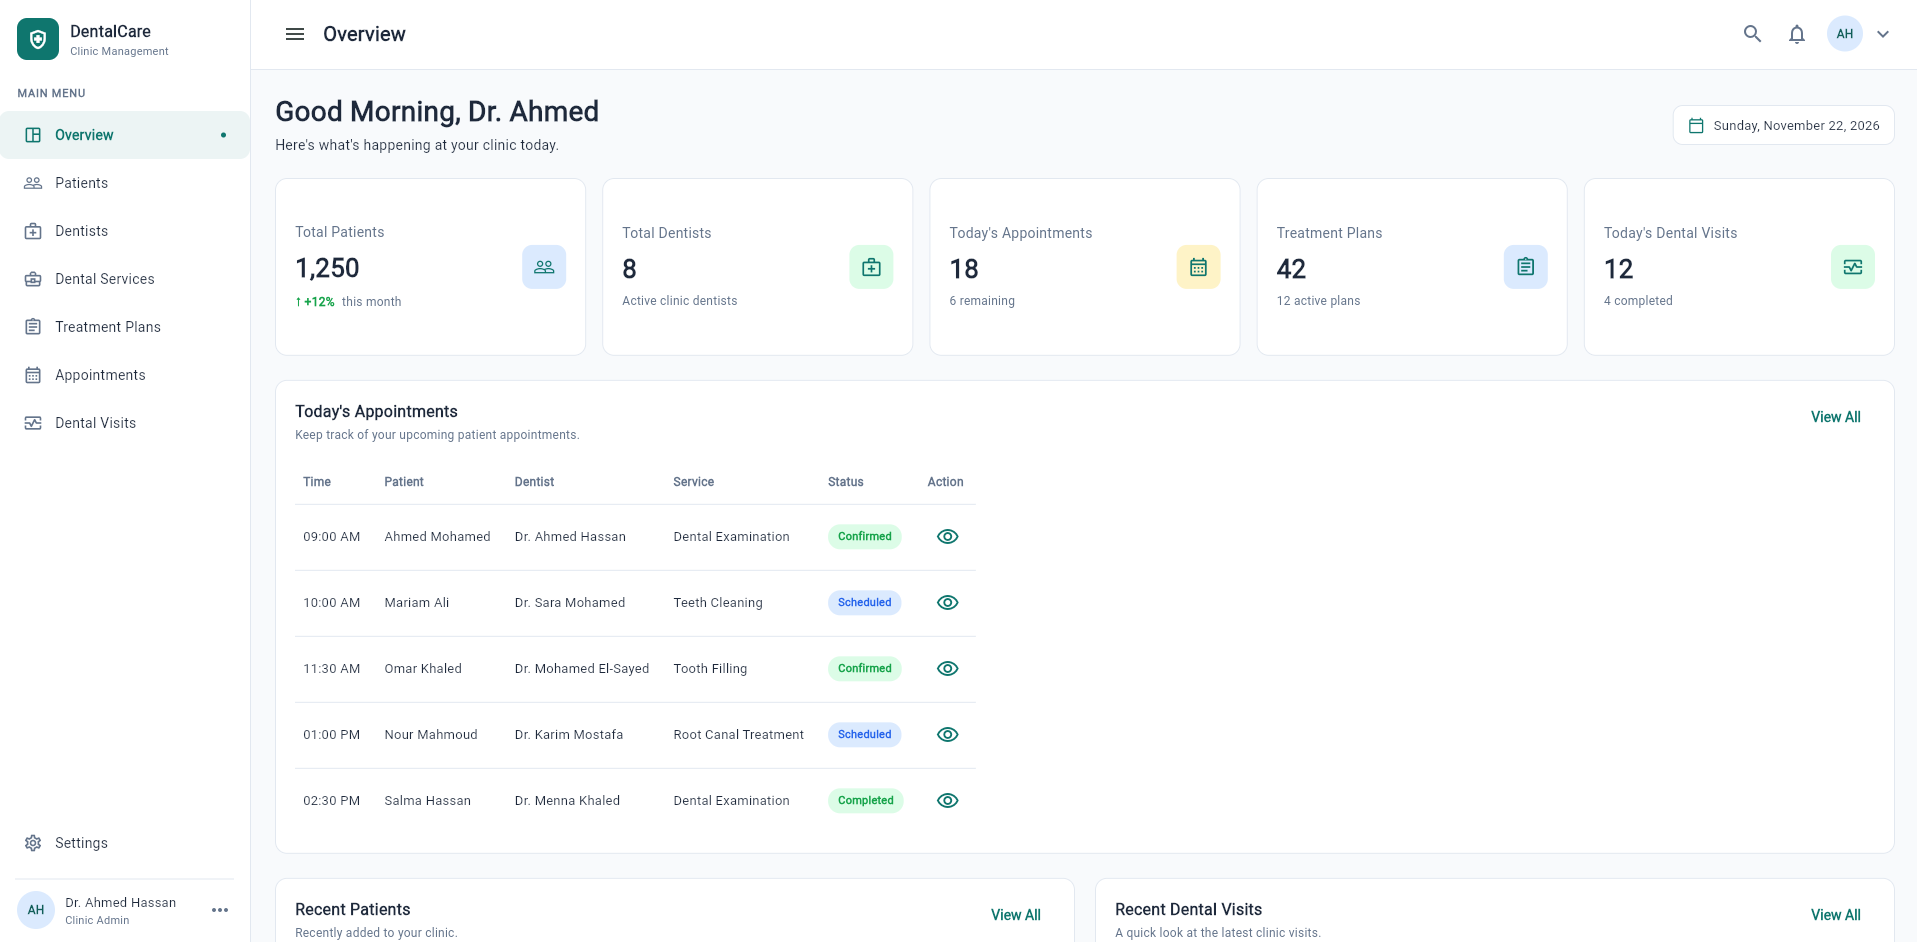 DentalCare
Clinic Management
MAIN MENU
Overview
Patients
Dentists
Dental Services
Treatment Plans
Appointments
Dental Visits
Settings
AH
Dr. Ahmed Hassan
Clinic Admin
Overview
AH
Good Morning, Dr. Ahmed
Here's what's happening at your clinic today.
Sunday, November 22, 2026
Total Patients
1,250
↑ +12% this month
Total Dentists
8
Active clinic dentists
Today's Appointments
18
6 remaining
Treatment Plans
42
12 active plans
Today's Dental Visits
12
4 completed
Today's Appointments
Keep track of your upcoming patient appointments.
View All
Time Patient Dentist Service Status Action
09:00 AM Ahmed Mohamed Dr. Ahmed Hassan Dental Examination Confirmed
10:00 AM Mariam Ali Dr. Sara Mohamed Teeth Cleaning Scheduled
11:30 AM Omar Khaled Dr. Mohamed El-Sayed Tooth Filling Confirmed
01:00 PM Nour Mahmoud Dr. Karim Mostafa Root Canal Treatment Scheduled
02:30 PM Salma Hassan Dr. Menna Khaled Dental Examination Completed
Recent Patients
Recently added to your clinic.
View All
Recent Dental Visits
A quick look at the latest clinic visits.
View All